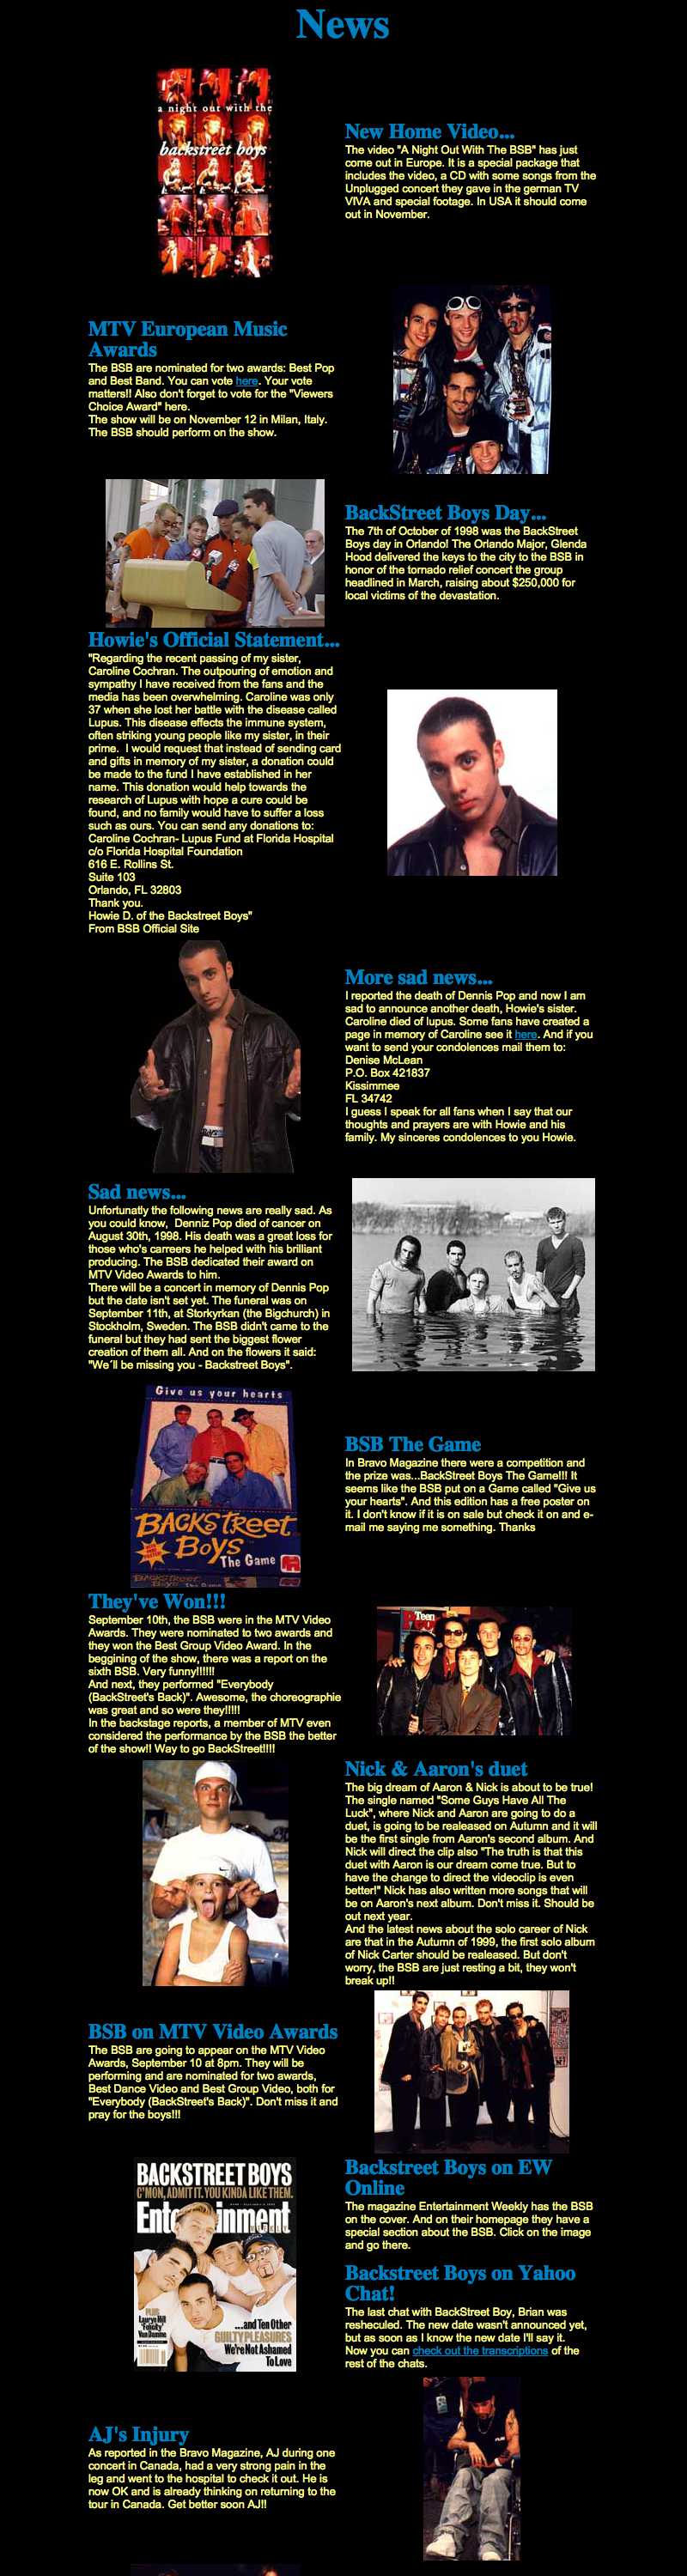 News
a night out with the
backstreet boys
New Home Video...
The video "A Night Out With The BSB" has just
come out in Europe. It is a special package that
includes the video, a CD with some songs from the
Unplugged concert they gave in the german TV
VIVA and special footage. In USA it should come
out in November.
MTV European Music
Awards
The BSB are nominated for two awards: Best Pop
and Best Band. You can vote here. Your vote
matters!! Also don't forget to vote for the "Viewers
Choice Award" here.
The show will be on November 12 in Milan, Italy.
The BSB should perform on the show.
BackStreet Boys Day...
The 7th of October of 1998 was the BackStreet
Boys day in Orlando! The Orlando Major, Glenda
Hood delivered the keys to the city to the BSB in
honor of the tornado relief concert the group
headlined in March, raising about $250,000 for
local victims of the devastation.
Howie's Official Statement...
"Regarding the recent passing of my sister,
Caroline Cochran. The outpouring of emotion and
sympathy I have received from the fans and the
media has been overwhelming. Caroline was only
37 when she lost her battle with the disease called
Lupus. This disease effects the immune system,
often striking young people like my sister, in their
prime.  I would request that instead of sending card
and gifts in memory of my sister, a donation could
be made to the fund I have established in her
name. This donation would help towards the
research of Lupus with hope a cure could be
found, and no family would have to suffer a loss
such as ours. You can send any donations to:
Caroline Cochran- Lupus Fund at Florida Hospital
c/o Florida Hospital Foundation
616 E. Rollins St.
Suite 103
Orlando, FL 32803
Thank you.
Howie D. of the Backstreet Boys"
From BSB Official Site
More sad news...
I reported the death of Dennis Pop and now I am
sad to announce another death, Howie's sister.
Caroline died of lupus. Some fans have created a
page in memory of Caroline see it here. And if you
want to send your condolences mail them to:
Denise McLean
P.O. Box 421837
Kissimmee
FL 34742
I guess I speak for all fans when I say that our
thoughts and prayers are with Howie and his
family. My sinceres condolences to you Howie.
Sad news...
Unfortunatly the following news are really sad. As
you could know,  Denniz Pop died of cancer on
August 30th, 1998. His death was a great loss for
those who's carreers he helped with his brilliant
producing. The BSB dedicated their award on
MTV Video Awards to him.
There will be a concert in memory of Dennis Pop
but the date isn't set yet. The funeral was on
September 11th, at Storkyrkan (the Bigchurch) in
Stockholm, Sweden. The BSB didn't came to the
funeral but they had sent the biggest flower
creation of them all. And on the flowers it said:
"We´ll be missing you - Backstreet Boys".
Give us your hearts
BACKSTREET
BOYS
The Game
BSB The Game
In Bravo Magazine there were a competition and
the prize was...BackStreet Boys The Game!!! It
seems like the BSB put on a Game called "Give us
your hearts". And this edition has a free poster on
it. I don't know if it is on sale but check it on and e-
mail me saying me something. Thanks
They've Won!!!
September 10th, the BSB were in the MTV Video
Awards. They were nominated to two awards and
they won the Best Group Video Award. In the
beggining of the show, there was a report on the
sixth BSB. Very funny!!!!!!
And next, they performed "Everybody
(BackStreet's Back)". Awesome, the choreographie
was great and so were they!!!!!
In the backstage reports, a member of MTV even
considered the performance by the BSB the better
of the show!! Way to go BackStreet!!!!
Teen
Nick & Aaron's duet
The big dream of Aaron & Nick is about to be true!
The single named "Some Guys Have All The
Luck", where Nick and Aaron are going to do a
duet, is going to be realeased on Autumn and it will
be the first single from Aaron's second album. And
Nick will direct the clip also "The truth is that this
duet with Aaron is our dream come true. But to
have the change to direct the videoclip is even
better!" Nick has also written more songs that will
be on Aaron's next album. Don't miss it. Should be
out next year.
And the latest news about the solo career of Nick
are that in the Autumn of 1999, the first solo album
of Nick Carter should be realeased. But don't
worry, the BSB are just resting a bit, they won't
break up!!
BSB on MTV Video Awards
The BSB are going to appear on the MTV Video
Awards, September 10 at 8pm. They will be
performing and are nominated for two awards,
Best Dance Video and Best Group Video, both for
"Everybody (BackStreet's Back)". Don't miss it and
pray for the boys!!!
BACKSTREET BOYS
C'MON, ADMIT IT. YOU KINDA LIKE THEM.
Entertainment
PLUS
Lauryn Hill
'Felicity'
Van Damme
...and Ten Other
GUILTY PLEASURES
We're Not Ashamed
To Love
Backstreet Boys on EW
Online
The magazine Entertainment Weekly has the BSB
on the cover. And on their homepage they have a
special section about the BSB. Click on the image
and go there.
Backstreet Boys on Yahoo
Chat!
The last chat with BackStreet Boy, Brian was
rescheculed. The new date wasn't announced yet,
but as soon as I know the new date I'll say it.
Now you can check out the transcriptions of the
rest of the chats.
AJ's Injury
As reported in the Bravo Magazine, AJ during one
concert in Canada, had a very strong pain in the
leg and went to the hospital to check it out. He is
now OK and is already thinking on returning to the
tour in Canada. Get better soon AJ!!